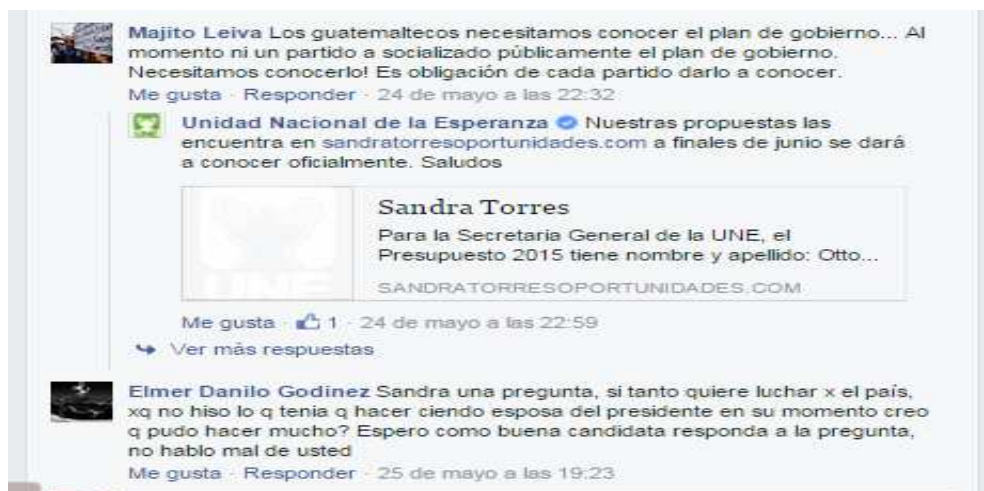 Majito Leiva Los guatemaltecos necesitamos conocer el plan de gobierno... Al
momento ni un partido a socializado públicamente el plan de gobierno.
Necesitamos conocerlo! Es obligación de cada partido darlo a conocer.
Me gusta · Responder · 24 de mayo a las 22:32
Unidad Nacional de la Esperanza Nuestras propuestas las
encuentra en sandratorresoportunidades.com a finales de junio se dará
a conocer oficialmente. Saludos
Sandra Torres
Para la Secretaria General de la UNE, el
Presupuesto 2015 tiene nombre y apellido: Otto...
UNE
SANDRATORRESOPORTUNIDADES.COM
Me gusta · 1 · 24 de mayo a las 22:59
Ver más respuestas
Elmer Danilo Godinez Sandra una pregunta, si tanto quiere luchar x el país,
xq no hiso lo q tenia q hacer ciendo esposa del presidente en su momento creo
q pudo hacer mucho? Espero como buena candidata responda a la pregunta,
no hablo mal de usted
Me gusta · Responder · 25 de mayo a las 19:23